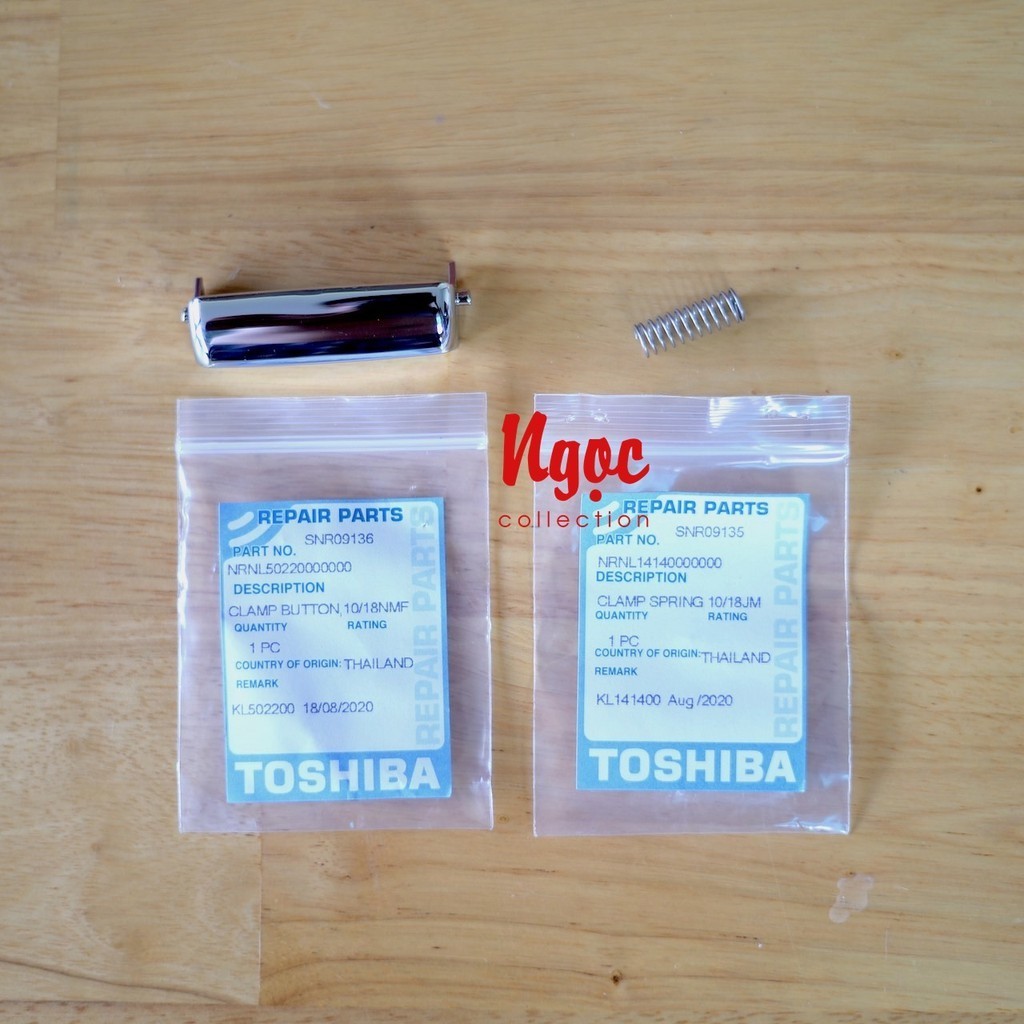 Ngọc
collection
REPAIR PARTS
SNR09136
PART NO.
NRNL50220000000
DESCRIPTION
CLAMP BUTTON,10/18NMF
QUANTITY RATING
1 PC
COUNTRY OF ORIGIN: THAILAND
REMARK
KL502200 18/08/2020
REPAIR PARTS
TOSHIBA
REPAIR PARTS
SNR09135
PART NO.
NRNL14140000000
DESCRIPTION
CLAMP SPRING 10/18JM
QUANTITY RATING
1 PC
COUNTRY OF ORIGIN: THAILAND
REMARK
KL141400 Aug /2020
REPAIR PARTS
TOSHIBA